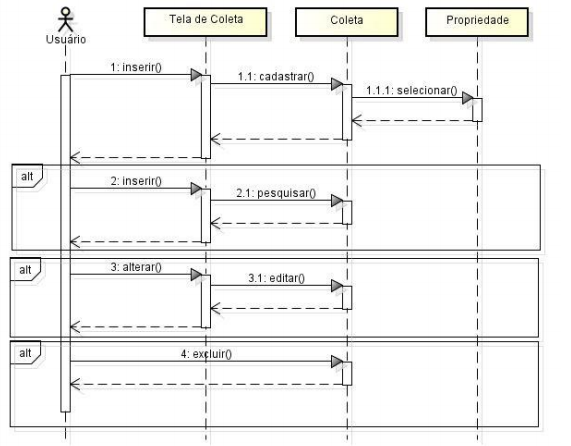 Usuário
Tela de Coleta
Coleta
Propriedade
1: inserir()
1.1: cadastrar()
1.1.1: selecionar()
alt
2: inserir()
2.1: pesquisar()
alt
3: alterar()
3.1: editar()
alt
4: excluir()